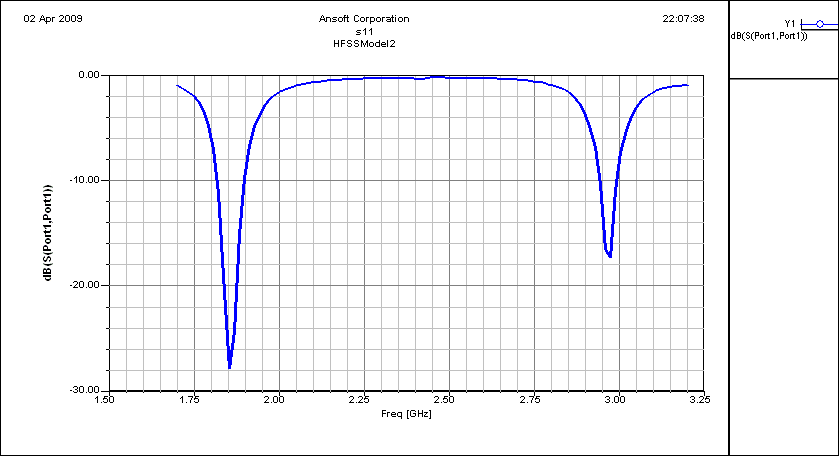 02 Apr 2009
Ansoft Corporation
22:07:38
s11
HFSSModel2
Y1
dB(S(Port1,Port1))
0.00
-10.00
-20.00
-30.00
dB(S(Port1,Port1))
1.50 1.75 2.00 2.25 2.50 2.75 3.00 3.25
Freq [GHz]